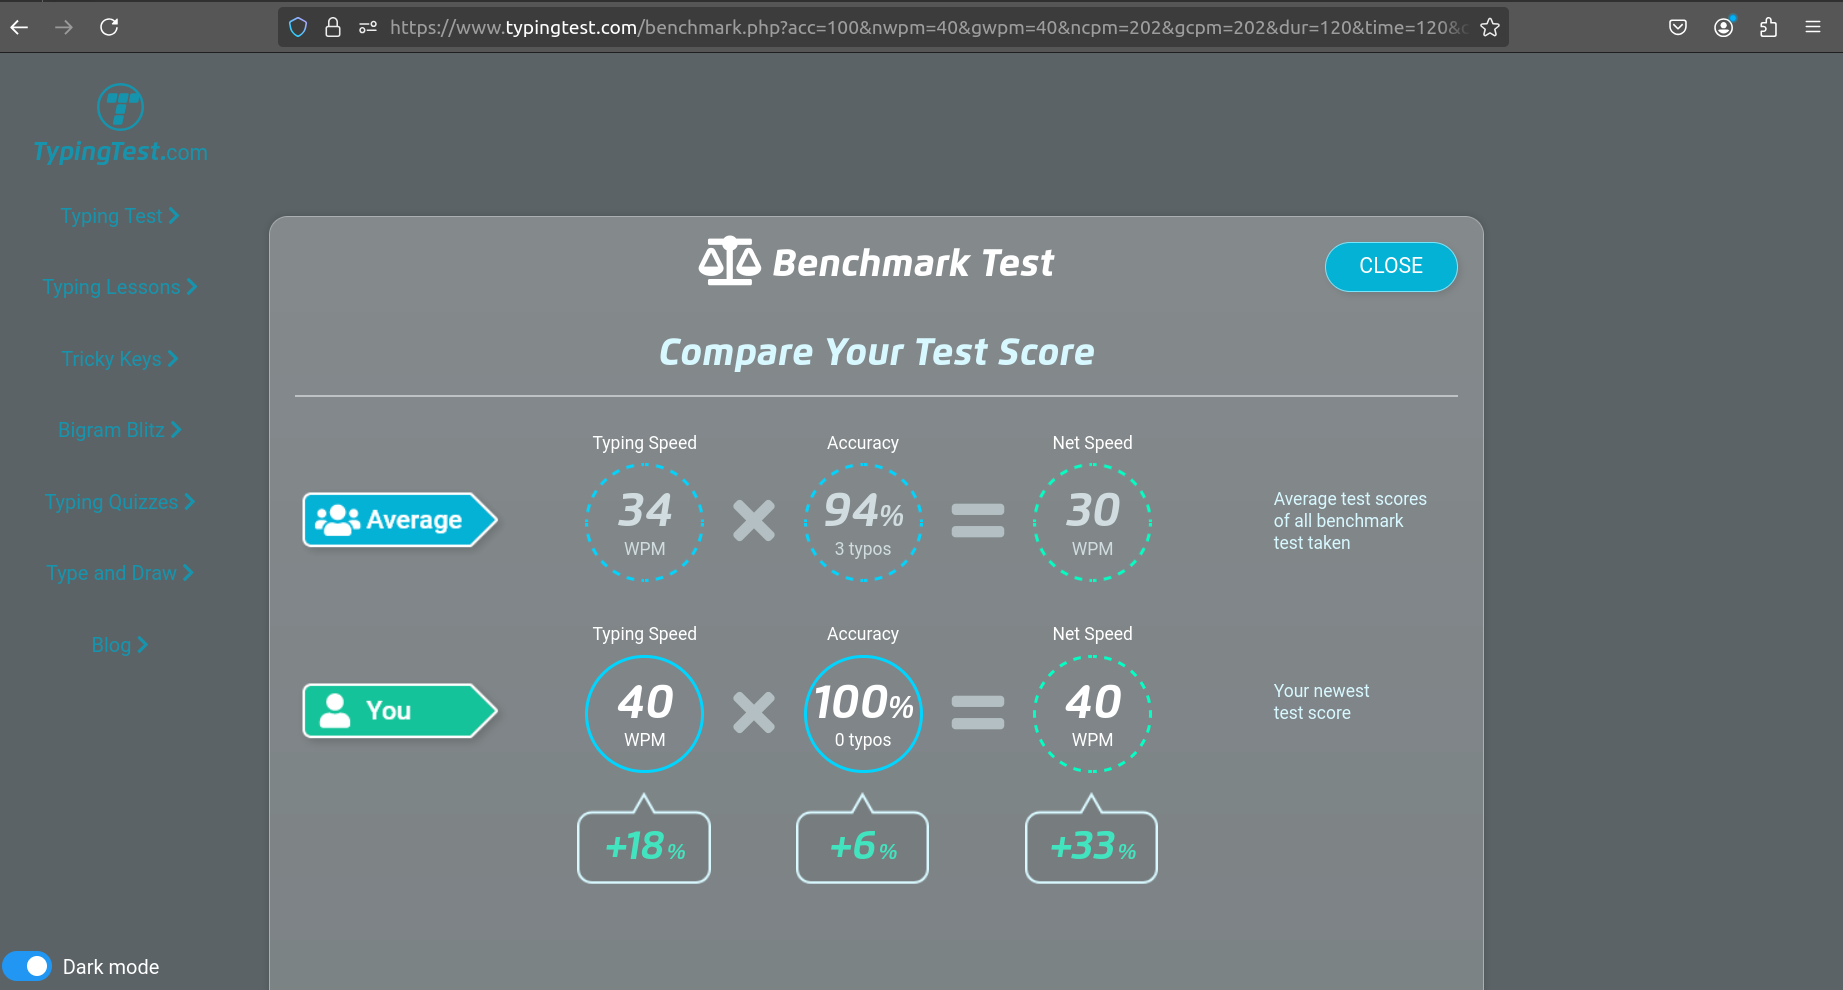 https://www.typingtest.com/benchmark.php?acc=100&nwpm=40&gwpm=40&ncpm=202&gcpm=202&dur=120&time=120&c
TypingTest.com
Typing Test
Typing Lessons
Tricky Keys
Bigram Blitz
Typing Quizzes
Type and Draw
Blog
Dark mode
Benchmark Test
CLOSE
Compare Your Test Score
Typing Speed Accuracy Net Speed
Average
34 WPM
94% 3 typos
30 WPM
Average test scores
of all benchmark
test taken
Typing Speed Accuracy Net Speed
You
40 WPM
100% 0 typos
40 WPM
Your newest
test score
+18% +6% +33%